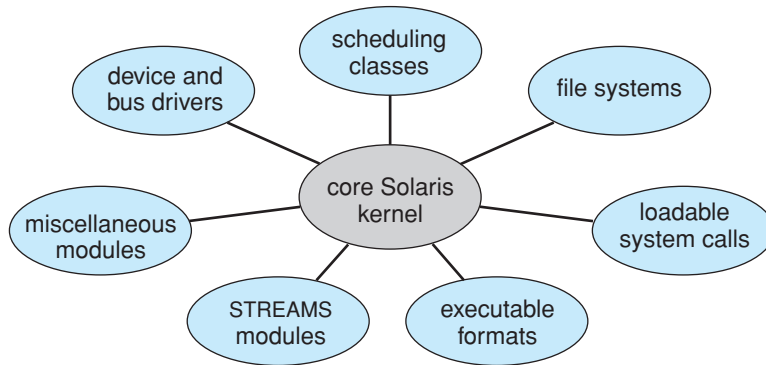 scheduling
classes
device and
bus drivers
file systems
core Solaris
kernel
miscellaneous
modules
loadable
system calls
STREAMS
modules
executable
formats